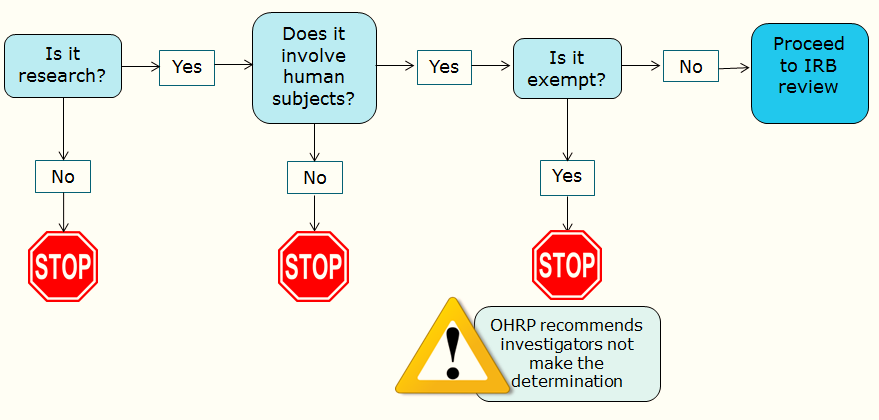 Is it
research?
Yes
Does it
involve
human
subjects?
Yes
Is it
exempt?
No
Proceed
to IRB
review
No
No
Yes
STOP
STOP
STOP
OHRP recommends
investigators not
make the
determination